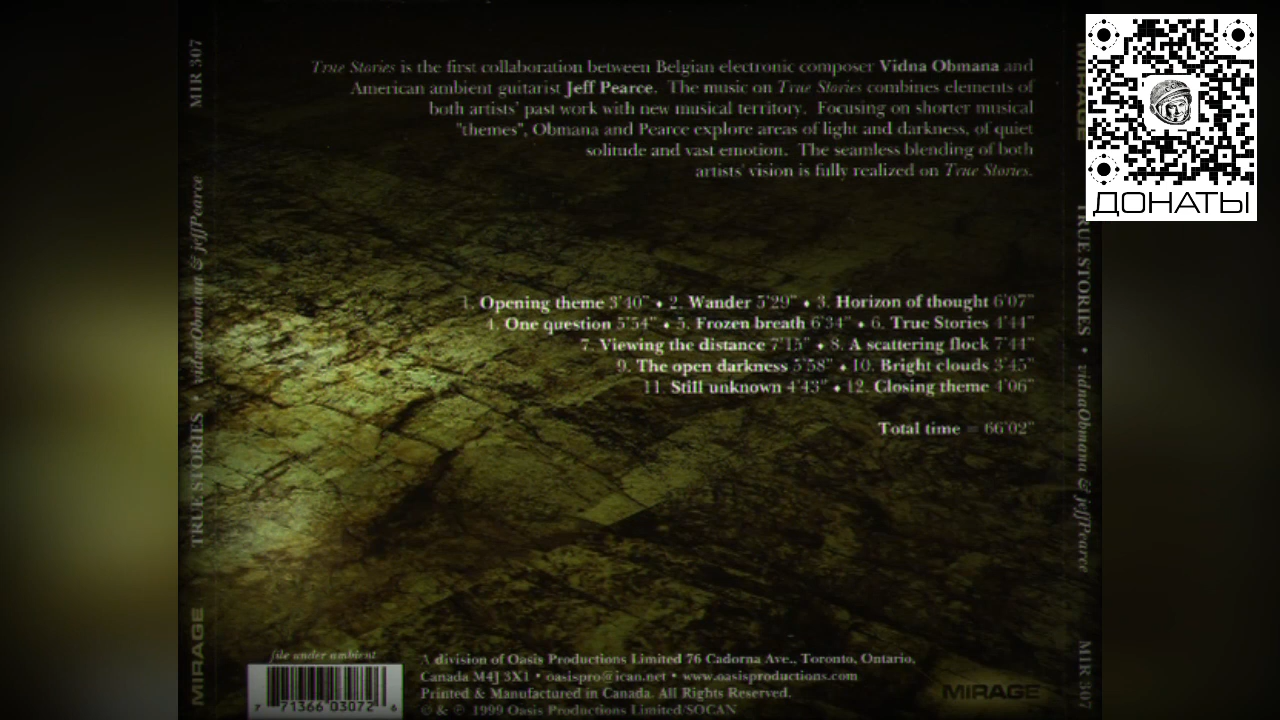 True Stories is the first collaboration between Belgian electronic composer Vidna Obmana and
American ambient guitarist Jeff Pearce. The music on True Stories combines elements of
both artists' past work with new musical territory. Focusing on shorter musical
"themes", Obmana and Pearce explore areas of light and darkness, of quiet
solitude and vast emotion. The seamless blending of both
artists' vision is fully realized on True Stories.
1. Opening theme 3'40" ♦ 2. Wander 5'29" ♦ 3. Horizon of thought 6'07"
4. One question 5'54" ♦ 5. Frozen breath 6'34" ♦ 6. True Stories 4'44"
7. Viewing the distance 7'15" ♦ 8. A scattering flock 7'44"
9. The open darkness 5'58" ♦ 10. Bright clouds 3'45"
11. Still unknown 4'43" ♦ 12. Closing theme 4'06"
Total time = 66'02"
file under ambient
7 71366 03072 6
A division of Oasis Productions Limited 76 Cadorna Ave., Toronto, Ontario,
Canada M4J 3X1 • oasispro@ican.net • www.oasisproductions.com
Printed & Manufactured in Canada. All Rights Reserved.
© & ℗ 1999 Oasis Productions Limited/SOCAN
MIRAGE
MIRAGE TRUE STORIES • vidnaObmana & jeffPearce MIR 307
MIRAGE TRUE STORIES • vidnaObmana & jeffPearce MIR 307
ДОНАТЫ